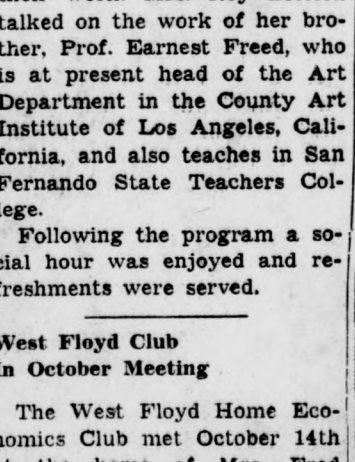 talked on the work of her bro-
ther, Prof. Earnest Freed, who
is at present head of the Art
Department in the County Art
Institute of Los Angeles, Cali-
fornia, and also teaches in San
Fernando State Teachers Col-
lege.
Following the program a so-
cial hour was enjoyed and re-
freshments were served.
West Floyd Club
In October Meeting
The West Floyd Home Eco-
nomics Club met October 14th